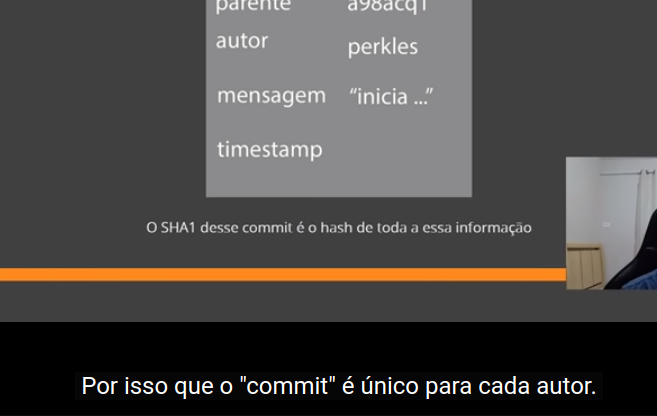 parente a98acq1
autor perkles
mensagem “inicia ...”
timestamp
O SHA1 desse commit é o hash de toda a essa informação
Por isso que o "commit" é único para cada autor.